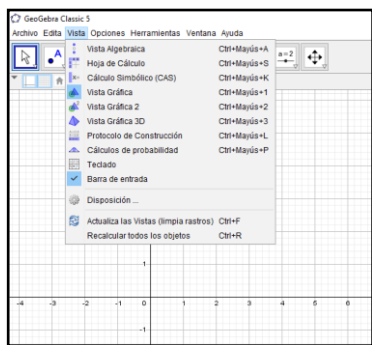 GeoGebra Classic 5
Archivo Edita Vista Opciones Herramientas Ventana Ayuda
Vista Algebraica Ctrl+Mayús+A
Hoja de Cálculo Ctrl+Mayús+S
Cálculo Simbólico (CAS) Ctrl+Mayús+K
Vista Gráfica Ctrl+Mayús+1
Vista Gráfica 2 Ctrl+Mayús+2
Vista Gráfica 3D Ctrl+Mayús+3
Protocolo de Construcción Ctrl+Mayús+L
Cálculos de probabilidad Ctrl+Mayús+P
Teclado
Barra de entrada
Disposición ...
Actualiza las Vistas (limpia rastros) Ctrl+F
Recalcular todos los objetos Ctrl+R
A
a=2
1
-4 -3 -2 -1 0 1 2 3 4 5 6
-1